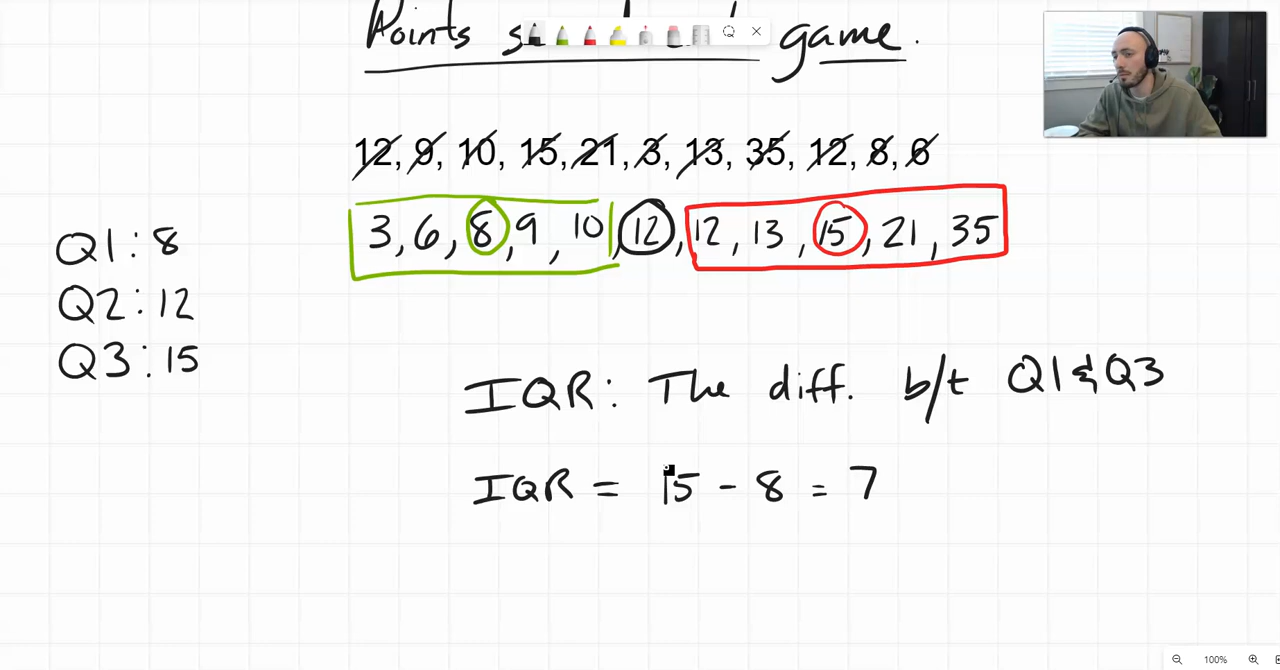 Points game.
12, 9, 10, 15, 21, 3, 13, 35, 12, 8, 6
3, 6, 8, 9, 10, 12, 12, 13, 15, 21, 35
Q1: 8
Q2: 12
Q3: 15
IQR: The diff. b/t Q1 & Q3
IQR = 15 - 8 = 7
100%